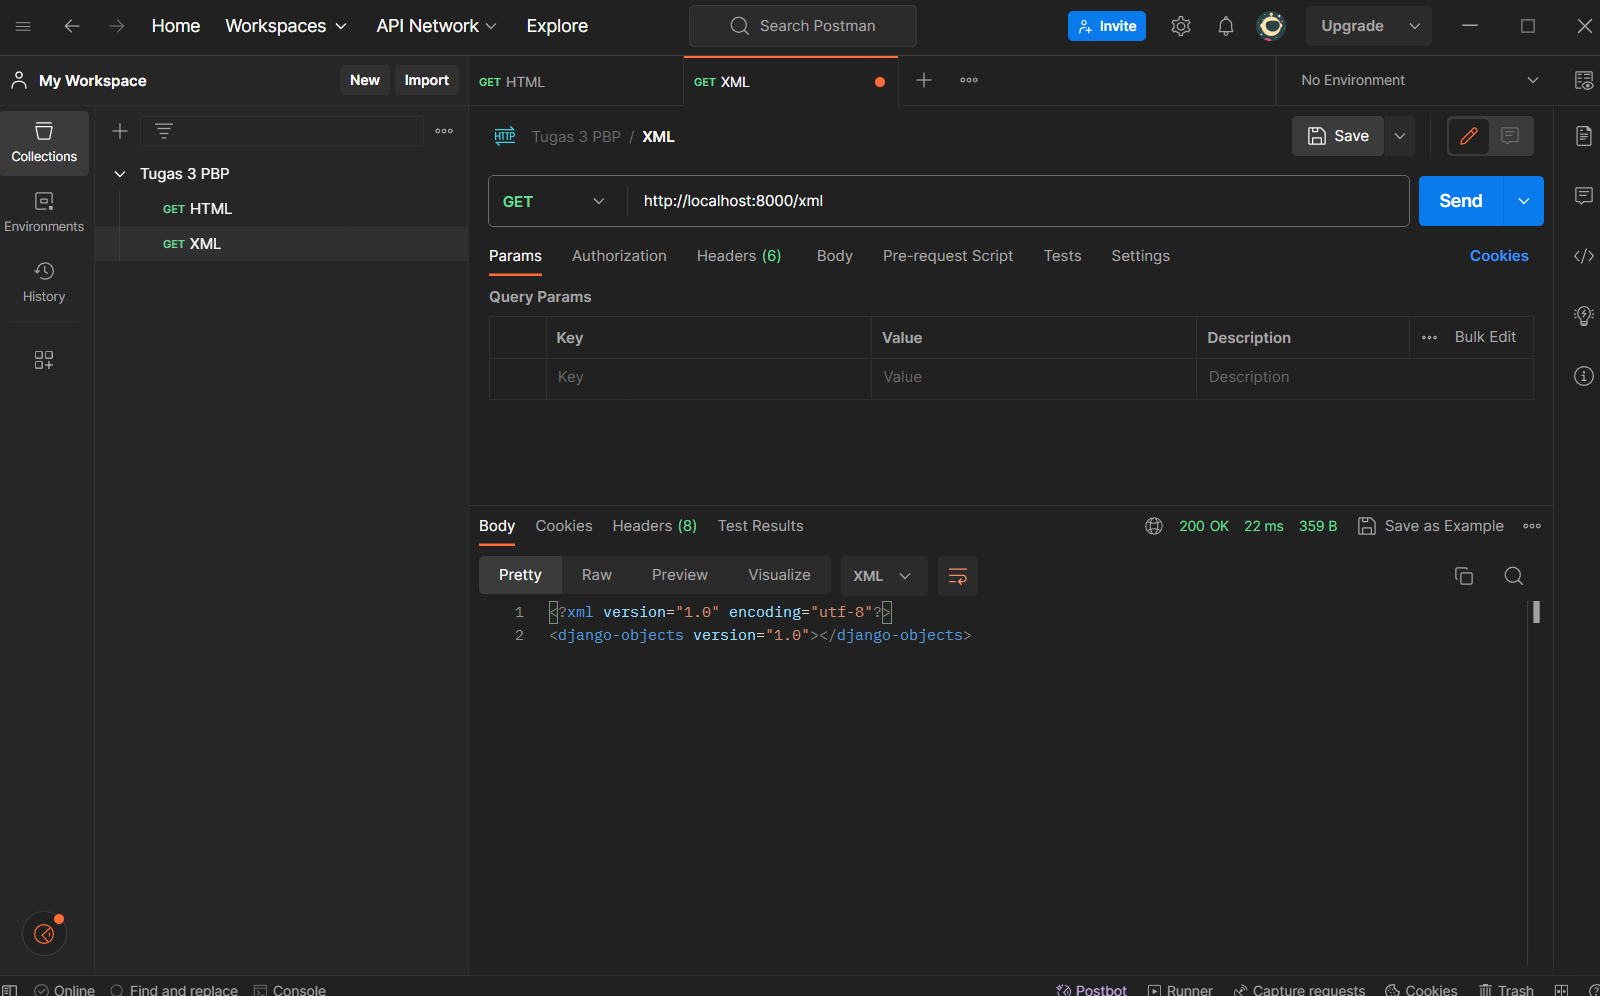 Home Workspaces API Network Explore Search Postman Invite Upgrade
My Workspace New Import GET HTML GET XML No Environment
Collections
Environments
History
Tugas 3 PBP
GET HTML
GET XML
HTTP Tugas 3 PBP / XML Save
GET http://localhost:8000/xml Send
Params Authorization Headers (6) Body Pre-request Script Tests Settings Cookies
Query Params
Key Value Description Bulk Edit
Key Value Description
Body Cookies Headers (8) Test Results 200 OK 22 ms 359 B Save as Example
Pretty Raw Preview Visualize XML
1 <?xml version="1.0" encoding="utf-8"?>
2 <django-objects version="1.0"></django-objects>
Online Find and replace Console Postbot Runner Capture requests Cookies Trash